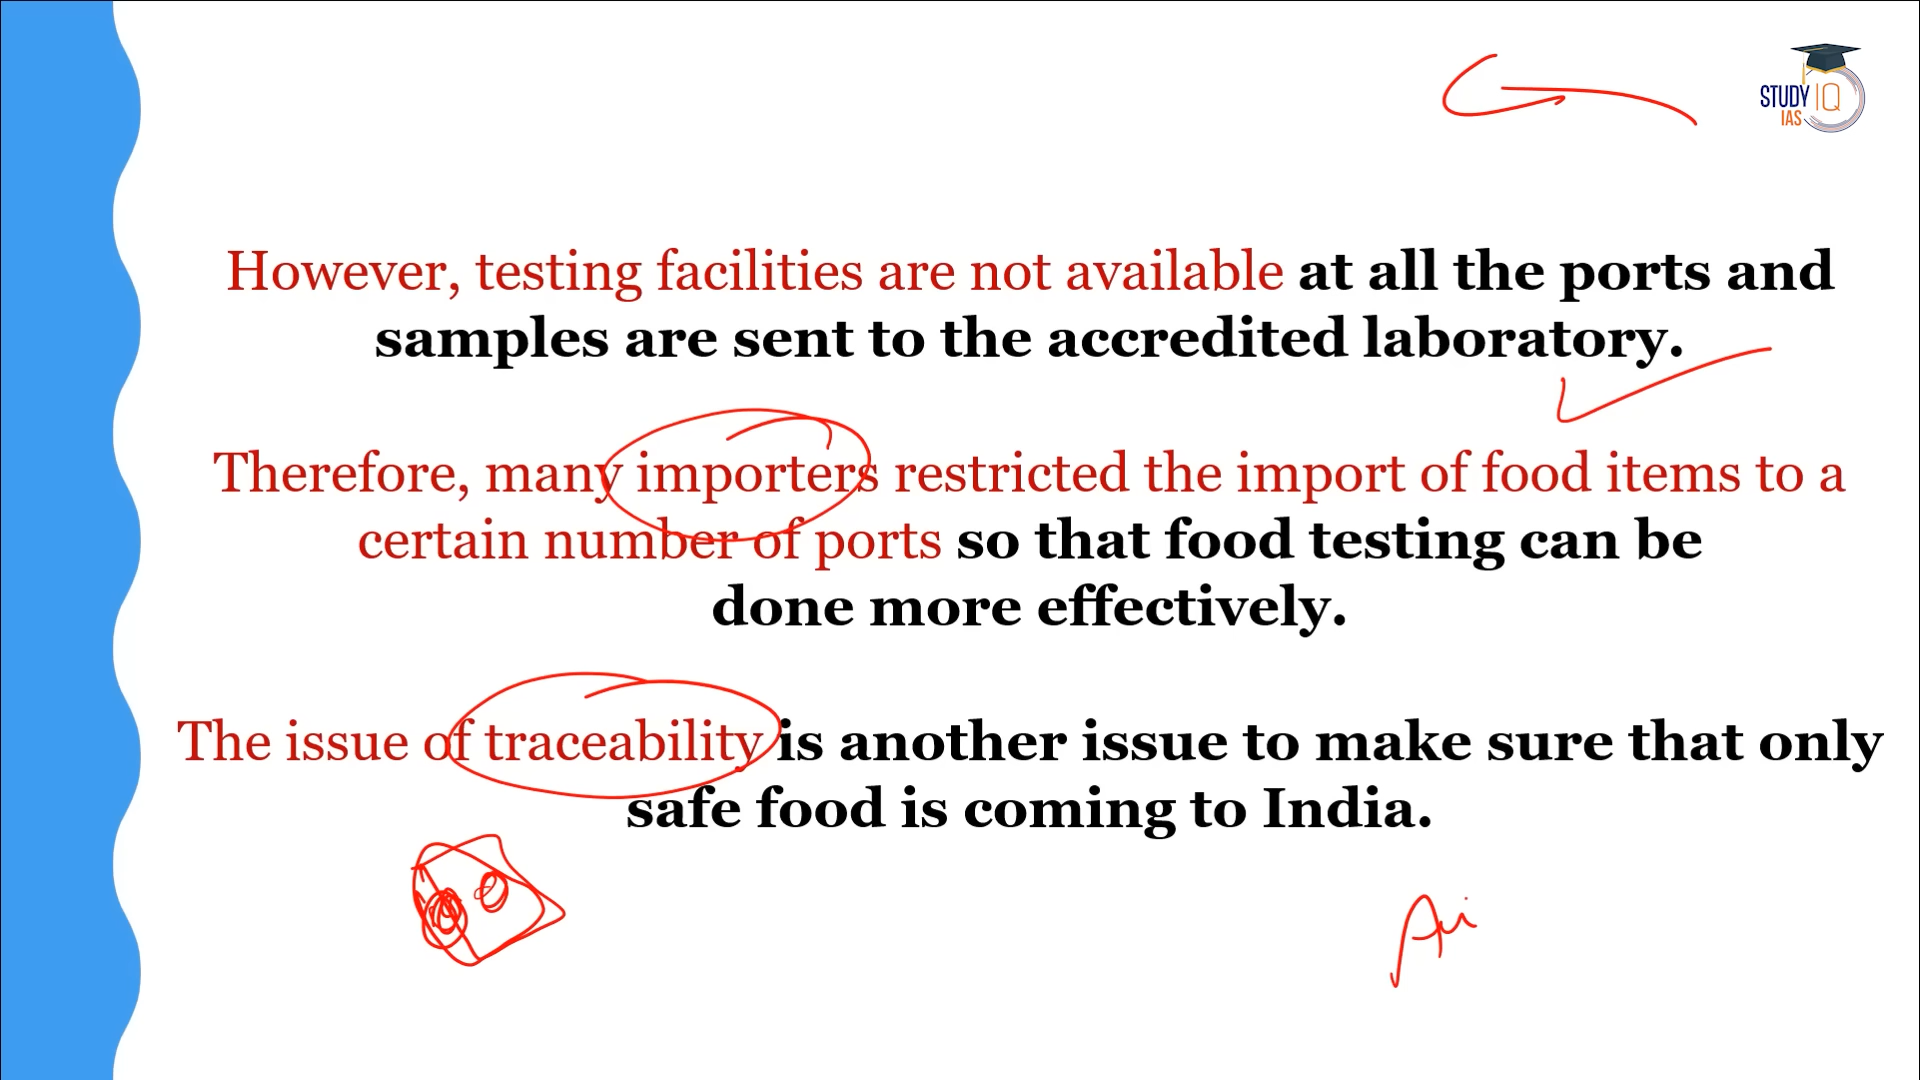 STUDY IQ
IAS
However, testing facilities are not available at all the ports and
samples are sent to the accredited laboratory.
Therefore, many importers restricted the import of food items to a
certain number of ports so that food testing can be
done more effectively.
The issue of traceability is another issue to make sure that only
safe food is coming to India.